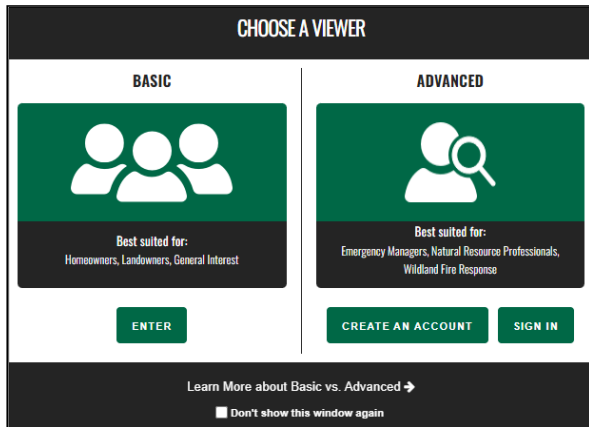 CHOOSE A VIEWER
BASIC
Best suited for:
Homeowners, Landowners, General Interest
ENTER
ADVANCED
Best suited for:
Emergency Managers, Natural Resource Professionals,
Wildland Fire Response
CREATE AN ACCOUNT
SIGN IN
Learn More about Basic vs. Advanced →
Don't show this window again